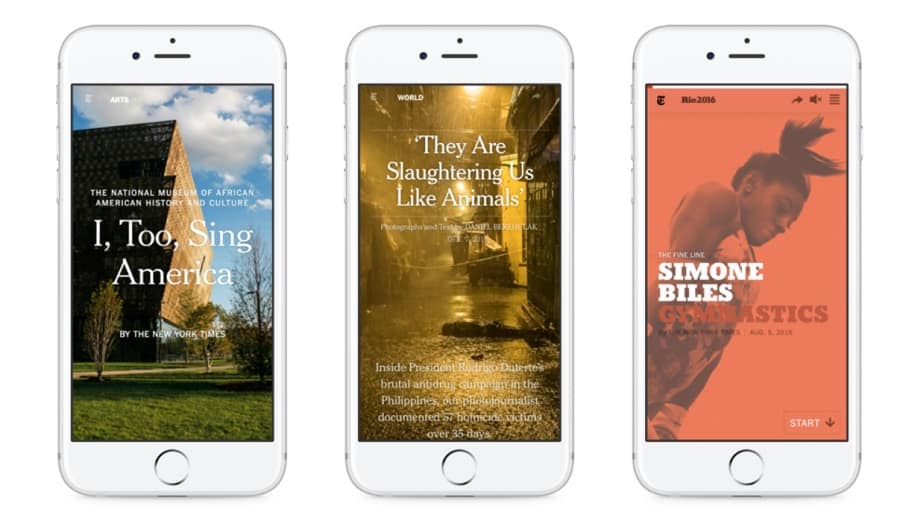 ARTS
THE NATIONAL MUSEUM OF AFRICAN
AMERICAN HISTORY AND CULTURE
I, Too, Sing
America
BY THE NEW YORK TIMES
WORLD
‘They Are
Slaughtering Us
Like Animals’
Photographs and Text by DANIEL BEREHULAK
DEC. 7, 2016
Inside President Rodrigo Duterte's
brutal antidrug campaign in the
Philippines, our photojournalist
documented 57 homicide victims
over 35 days.
Rio2016
THE FINE LINE
SIMONE
BILES
GYMNASTICS
By THE NEW YORK TIMES | AUG. 5, 2016
START